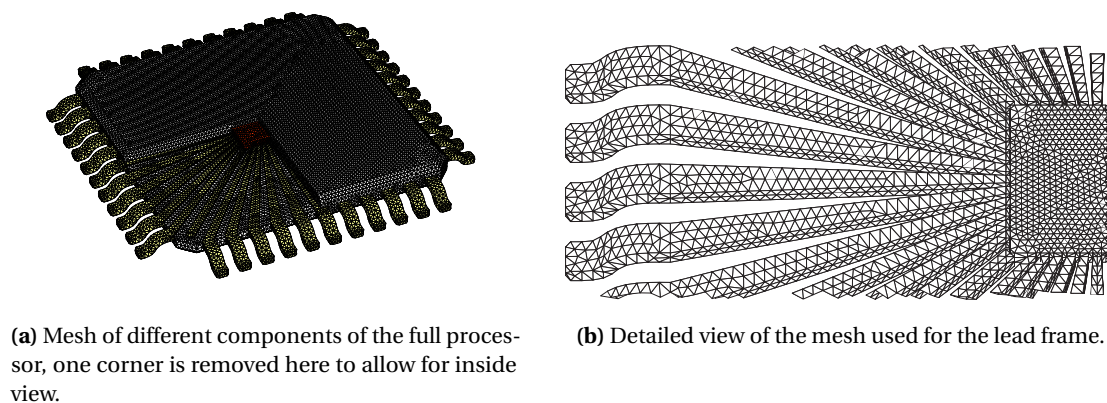 (a) Mesh of different components of the full proces-
sor, one corner is removed here to allow for inside
view.
(b) Detailed view of the mesh used for the lead frame.